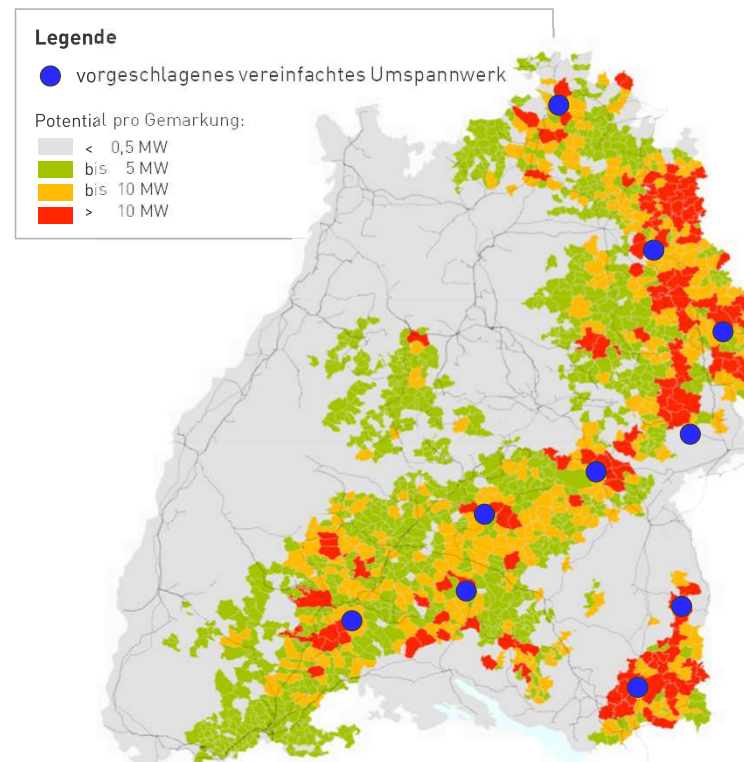 Legende
vorgeschlagenes vereinfachtes Umspannwerk
Potential pro Gemarkung:
< 0,5 MW
bis 5 MW
bis 10 MW
> 10 MW